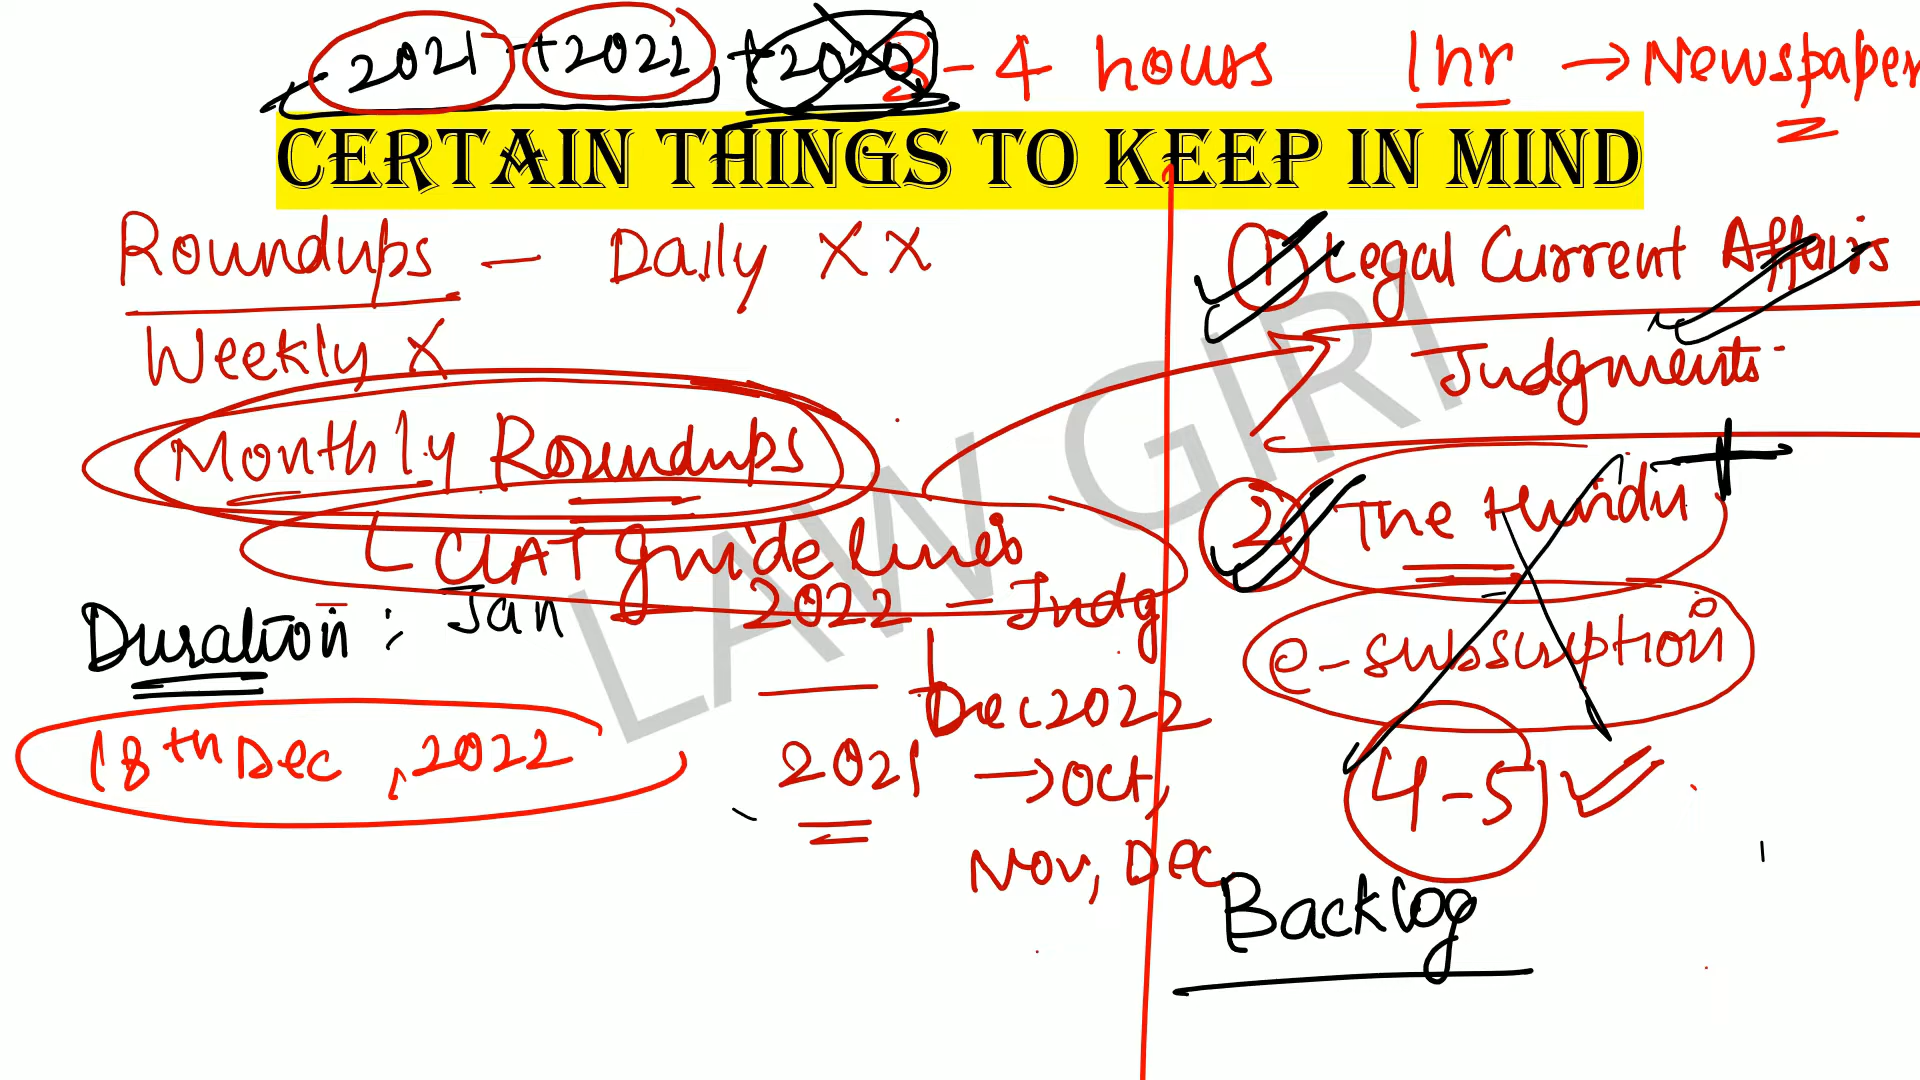 2021 + 2022 + 2020
3 - 4 hours 1hr → Newspaper
CERTAIN THINGS TO KEEP IN MIND
Roundups - Daily X X
Weekly X
Monthly Roundups
CLAT guidelines
Duration : Jan 2022 - Judg
Dec 2022
18th Dec, 2022
2021 → Oct,
Nov, Dec
1 Legal Current Affairs
Judgments
2 The Hindu +
e-subscription
4-5
Backlog
LAW GIRI